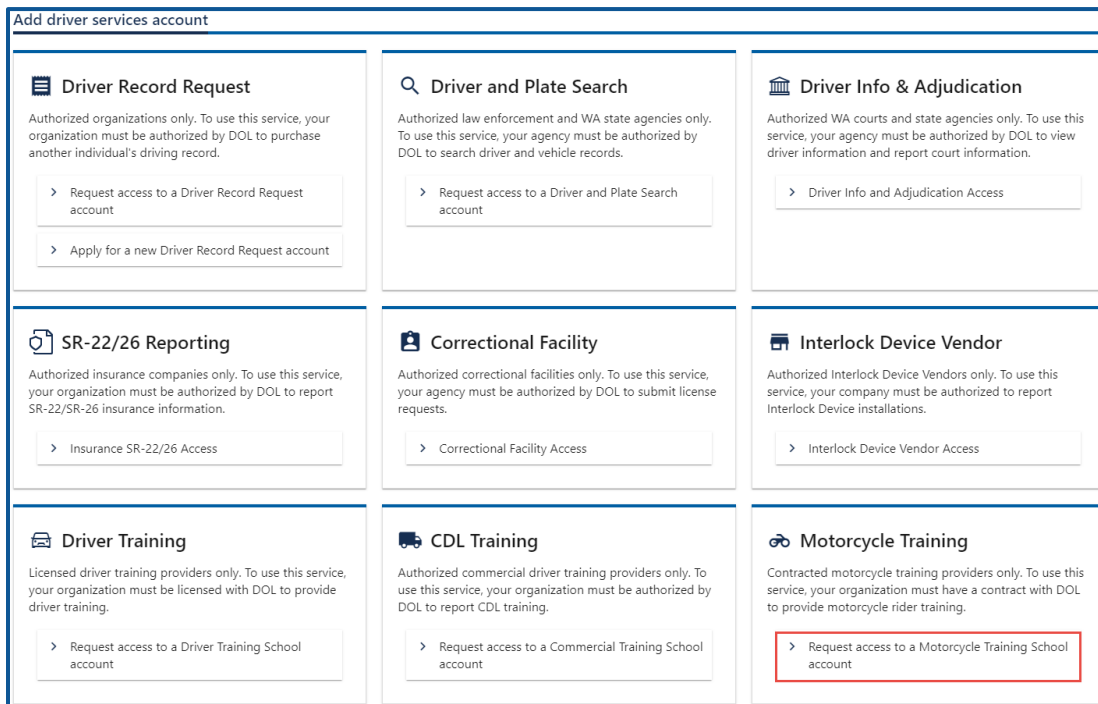 Add driver services account
Driver Record Request
Authorized organizations only. To use this service, your
organization must be authorized by DOL to purchase
another individual's driving record.
Request access to a Driver Record Request
account
Apply for a new Driver Record Request account
Driver and Plate Search
Authorized law enforcement and WA state agencies only.
To use this service, your agency must be authorized by
DOL to search driver and vehicle records.
Request access to a Driver and Plate Search
account
Driver Info & Adjudication
Authorized WA courts and state agencies only. To use this
service, your agency must be authorized by DOL to view
driver information and report court information.
Driver Info and Adjudication Access
SR-22/26 Reporting
Authorized insurance companies only. To use this service,
your organization must be authorized by DOL to report
SR-22/SR-26 insurance information.
Insurance SR-22/26 Access
Correctional Facility
Authorized correctional facilities only. To use this service,
your agency must be authorized by DOL to submit license
requests.
Correctional Facility Access
Interlock Device Vendor
Authorized Interlock Device Vendors only. To use this
service, your company must be authorized to report
Interlock Device installations.
Interlock Device Vendor Access
Driver Training
Licensed driver training providers only. To use this service,
your organization must be licensed with DOL to provide
driver training.
Request access to a Driver Training School
account
CDL Training
Authorized commercial driver training providers only. To
use this service, your organization must be authorized by
DOL to report CDL training.
Request access to a Commercial Training School
account
Motorcycle Training
Contracted motorcycle training providers only. To use this
service, your organization must have a contract with DOL
to provide motorcycle rider training.
Request access to a Motorcycle Training School
account